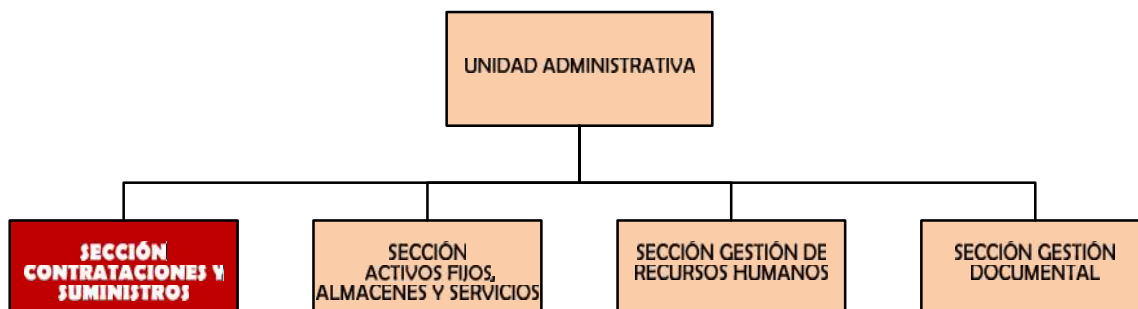 UNIDAD ADMINISTRATIVA
SECCIÓN
CONTRATACIONES Y
SUMINISTROS
SECCIÓN
ACTIVOS FIJOS,
ALMACENES Y SERVICIOS
SECCIÓN GESTIÓN DE
RECURSOS HUMANOS
SECCIÓN GESTIÓN
DOCUMENTAL